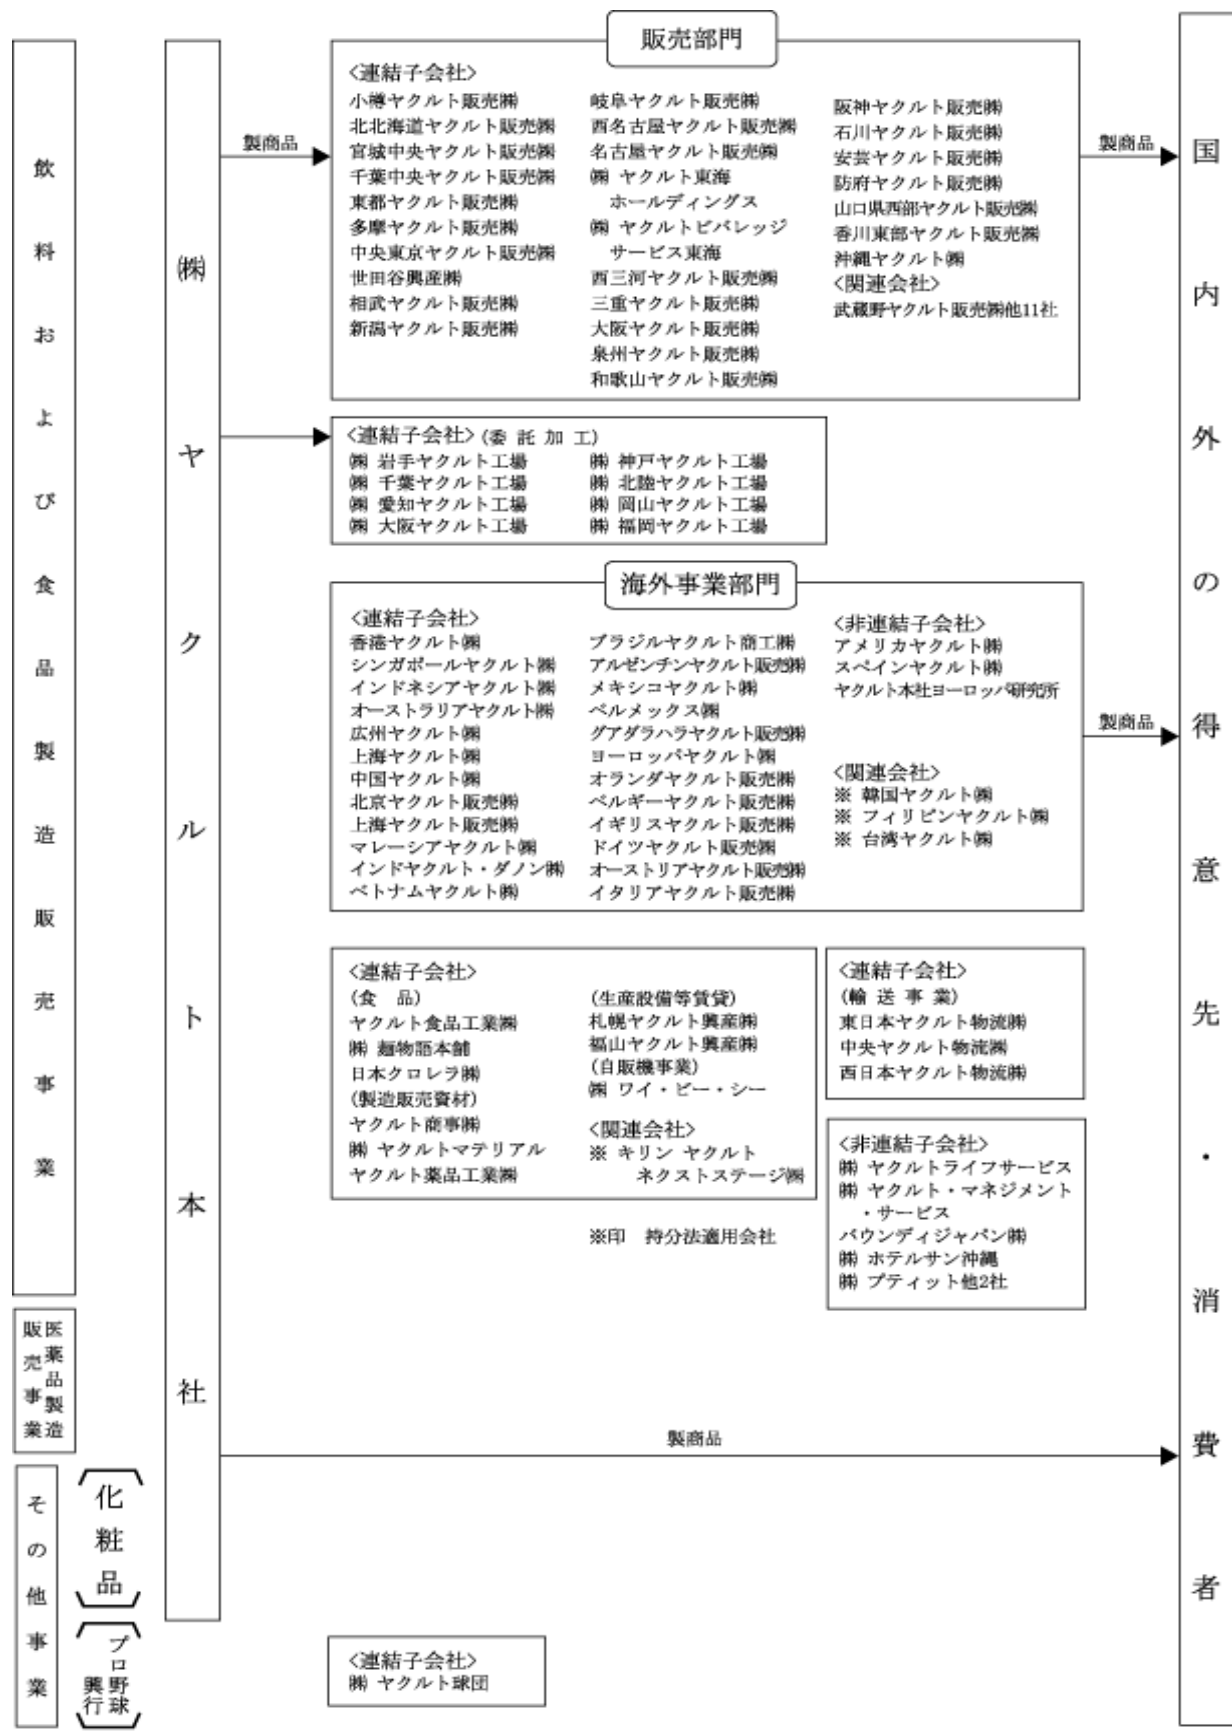 飲料および食品製造販売事業
医薬品製造
販売事業
その他事業
化粧品
プロ野球
興行
㈱ヤクルト本社
製商品
販売部門
〈連結子会社〉
小樽ヤクルト販売㈱
北北海道ヤクルト販売㈱
宮城中央ヤクルト販売㈱
千葉中央ヤクルト販売㈱
東都ヤクルト販売㈱
多摩ヤクルト販売㈱
中央東京ヤクルト販売㈱
世田谷興産㈱
相武ヤクルト販売㈱
新潟ヤクルト販売㈱
岐阜ヤクルト販売㈱
西名古屋ヤクルト販売㈱
名古屋ヤクルト販売㈱
㈱ ヤクルト東海
ホールディングス
㈱ ヤクルトビバレッジ
サービス東海
西三河ヤクルト販売㈱
三重ヤクルト販売㈱
大阪ヤクルト販売㈱
泉州ヤクルト販売㈱
和歌山ヤクルト販売㈱
阪神ヤクルト販売㈱
石川ヤクルト販売㈱
安芸ヤクルト販売㈱
防府ヤクルト販売㈱
山口県西部ヤクルト販売㈱
香川東部ヤクルト販売㈱
沖縄ヤクルト㈱
〈関連会社〉
武蔵野ヤクルト販売㈱他11社
製商品
〈連結子会社〉(委 託 加 工)
㈱ 岩手ヤクルト工場
㈱ 千葉ヤクルト工場
㈱ 愛知ヤクルト工場
㈱ 大阪ヤクルト工場
㈱ 神戸ヤクルト工場
㈱ 北陸ヤクルト工場
㈱ 岡山ヤクルト工場
㈱ 福岡ヤクルト工場
海外事業部門
〈連結子会社〉
香港ヤクルト㈱
シンガポールヤクルト㈱
インドネシアヤクルト㈱
オーストラリアヤクルト㈱
広州ヤクルト㈱
上海ヤクルト㈱
中国ヤクルト㈱
北京ヤクルト販売㈱
上海ヤクルト販売㈱
マレーシアヤクルト㈱
インドヤクルト・ダノン㈱
ベトナムヤクルト㈱
ブラジルヤクルト商工㈱
アルゼンチンヤクルト販売㈱
メキシコヤクルト㈱
ベルメックス㈱
グアダラハラヤクルト販売㈱
ヨーロッパヤクルト㈱
オランダヤクルト販売㈱
ベルギーヤクルト販売㈱
イギリスヤクルト販売㈱
ドイツヤクルト販売㈱
オーストリアヤクルト販売㈱
イタリアヤクルト販売㈱
〈非連結子会社〉
アメリカヤクルト㈱
スペインヤクルト㈱
ヤクルト本社ヨーロッパ研究所
〈関連会社〉
※ 韓国ヤクルト㈱
※ フィリピンヤクルト㈱
※ 台湾ヤクルト㈱
製商品
〈連結子会社〉
(食 品)
ヤクルト食品工業㈱
㈱ 麺物語本舗
日本クロレラ㈱
(製造販売資材)
ヤクルト商事㈱
㈱ ヤクルトマテリアル
ヤクルト薬品工業㈱
(生産設備等賃貸)
札幌ヤクルト興産㈱
福山ヤクルト興産㈱
(自販機事業)
㈱ ワイ・ビー・シー
〈関連会社〉
※ キリン ヤクルト
ネクストステージ㈱
※印 持分法適用会社
〈連結子会社〉
(輸 送 事 業)
東日本ヤクルト物流㈱
中央ヤクルト物流㈱
西日本ヤクルト物流㈱
〈非連結子会社〉
㈱ ヤクルトライフサービス
㈱ ヤクルト・マネジメント
・サービス
バウンディジャパン㈱
㈱ ホテルサン沖縄
㈱ プティット他2社
製商品
〈連結子会社〉
㈱ ヤクルト球団
国内外の得意先・消費者